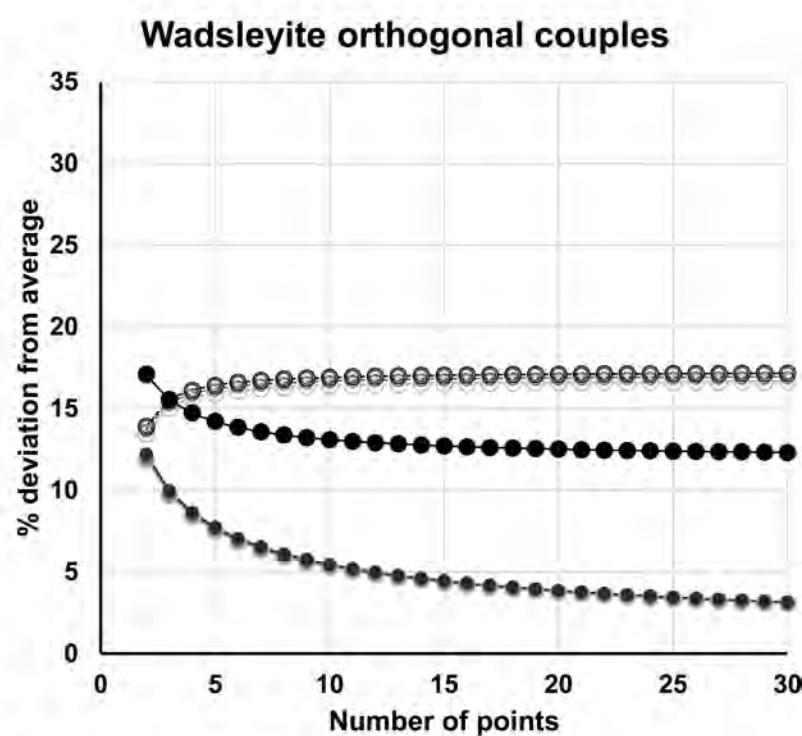 Wadsleyite orthogonal couples
35
30
25
20
15
10
5
0
% deviation from average
0 5 10 15 20 25 30
Number of points